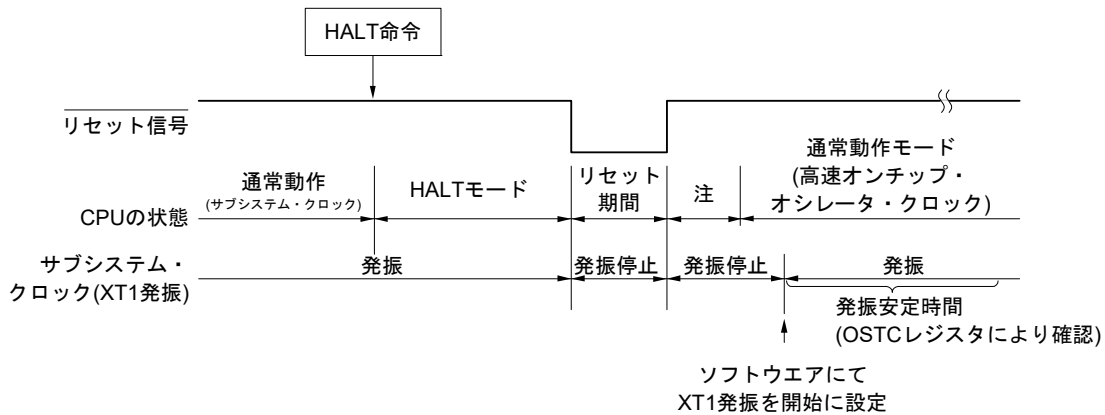 HALT命令
リセット信号
通常動作
(サブシステム・クロック)
HALTモード
リセット
期間
注
通常動作モード
(高速オンチップ・
オシレータ・クロック)
CPUの状態
サブシステム・
クロック(XT1発振)
発振
発振停止
発振停止
発振
発振安定時間
(OSTCレジスタにより確認)
ソフトウエアにて
XT1発振を開始に設定